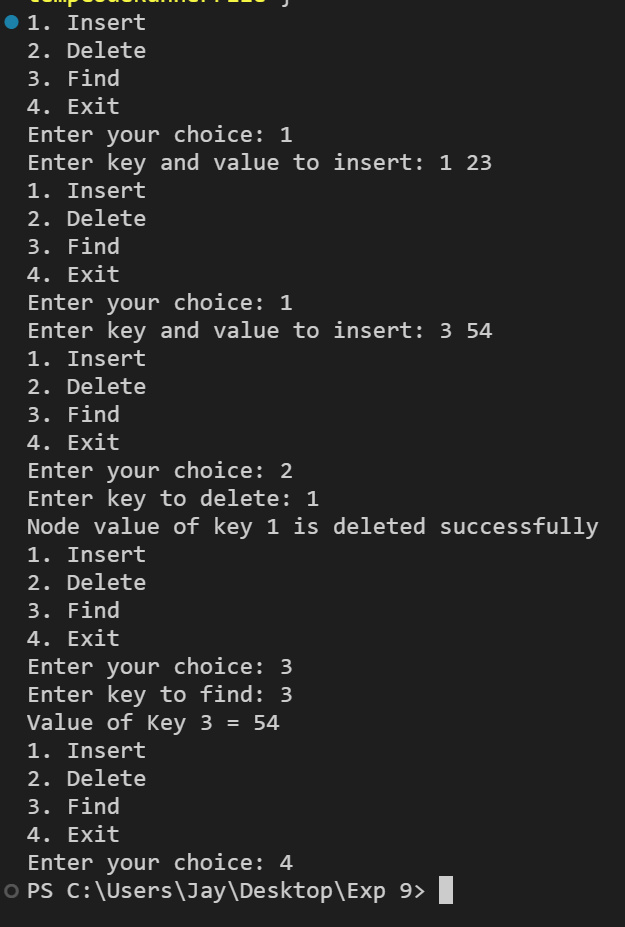 1. Insert
2. Delete
3. Find
4. Exit
Enter your choice: 1
Enter key and value to insert: 1 23
1. Insert
2. Delete
3. Find
4. Exit
Enter your choice: 1
Enter key and value to insert: 3 54
1. Insert
2. Delete
3. Find
4. Exit
Enter your choice: 2
Enter key to delete: 1
Node value of key 1 is deleted successfully
1. Insert
2. Delete
3. Find
4. Exit
Enter your choice: 3
Enter key to find: 3
Value of Key 3 = 54
1. Insert
2. Delete
3. Find
4. Exit
Enter your choice: 4
PS C:\Users\Jay\Desktop\Exp 9>